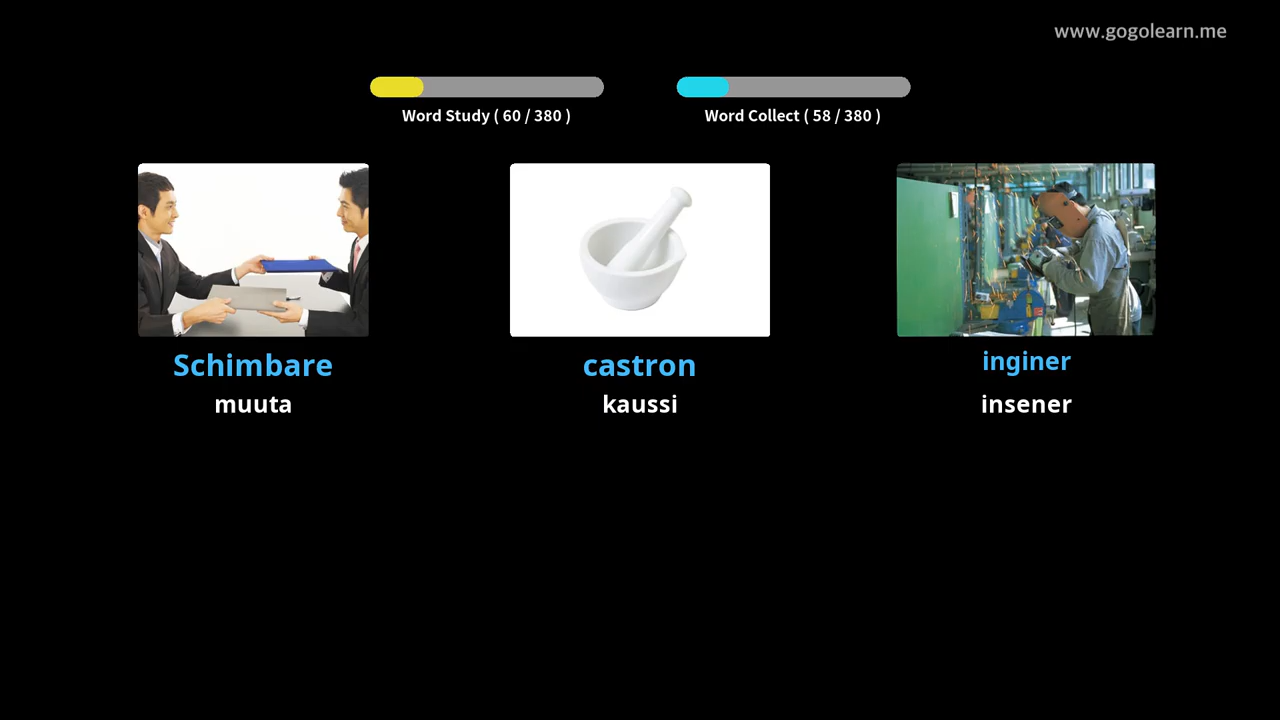 www.gogolearn.me
Word Study ( 60 / 380 )
Word Collect ( 58 / 380 )
Schimbare
muuta
castron
kaussi
inginer
insener